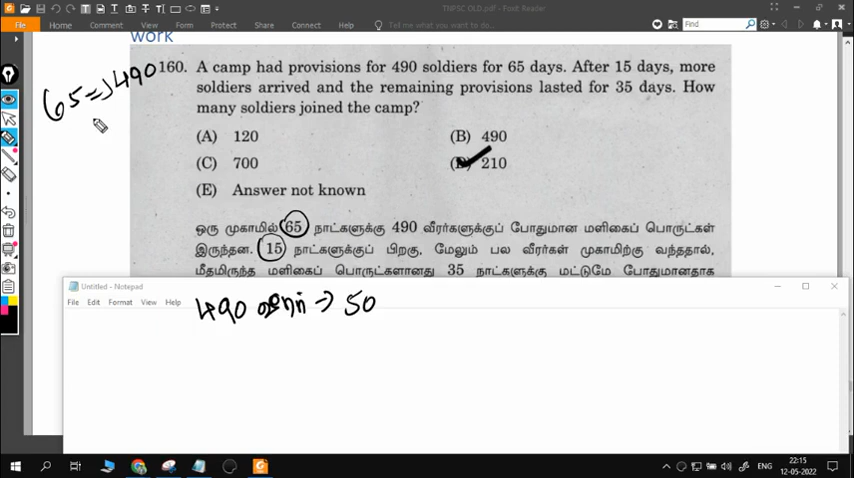 TNPSC OLD.pdf - Foxit Reader
File Home Comment View Form Protect Share Connect Help Tell me what you want to do... Find
work
65 => 490
160. A camp had provisions for 490 soldiers for 65 days. After 15 days, more
soldiers arrived and the remaining provisions lasted for 35 days. How
many soldiers joined the camp?
(A) 120 (B) 490
(C) 700 (D) 210
(E) Answer not known
ஒரு முகாமில் 65 நாட்களுக்கு 490 வீரர்களுக்குப் போதுமான மளிகைப் பொருட்கள்
இருந்தன. 15 நாட்களுக்குப் பிறகு, மேலும் பல வீரர்கள் முகாமிற்கு வந்ததால்,
மீதமிருந்த மளிகைப் பொருட்களானது 35 நாட்களுக்கு மட்டுமே போதுமானதாக
Untitled - Notepad
File Edit Format View Help
490 => 50
ENG
22:15
12-05-2022